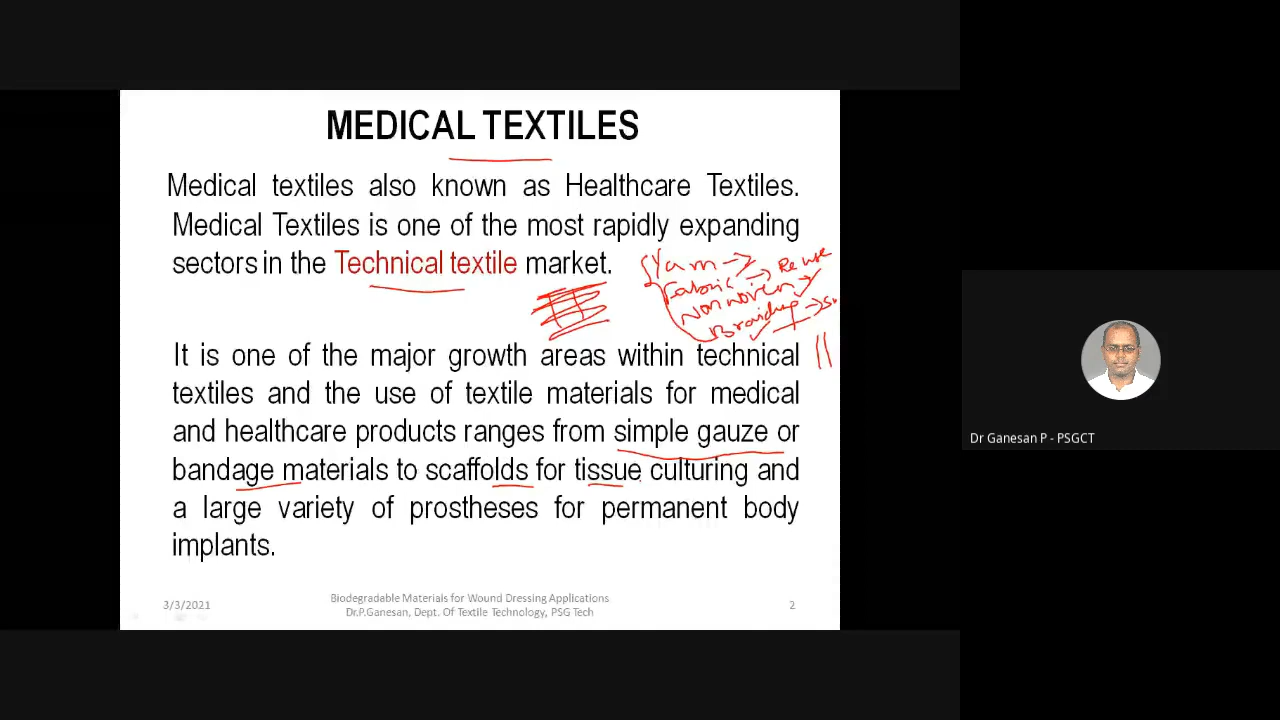 MEDICAL TEXTILES
Medical textiles also known as Healthcare Textiles.
Medical Textiles is one of the most rapidly expanding
sectors in the Technical textile market.
Yarn
Fabric → Re use
Nonwoven
Braiding →
It is one of the major growth areas within technical
textiles and the use of textile materials for medical
and healthcare products ranges from simple gauze or
bandage materials to scaffolds for tissue culturing and
a large variety of prostheses for permanent body
implants.
3/3/2021
Biodegradable Materials for Wound Dressing Applications
Dr.P.Ganesan, Dept. Of Textile Technology, PSG Tech
2
Dr Ganesan P - PSGCT